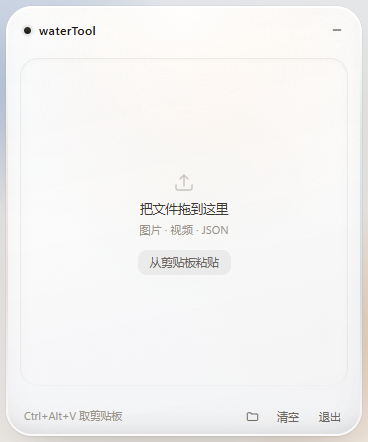 waterTool
把文件拖到这里
图片 · 视频 · JSON
从剪贴板粘贴
Ctrl+Alt+V 取剪贴板 清空 退出